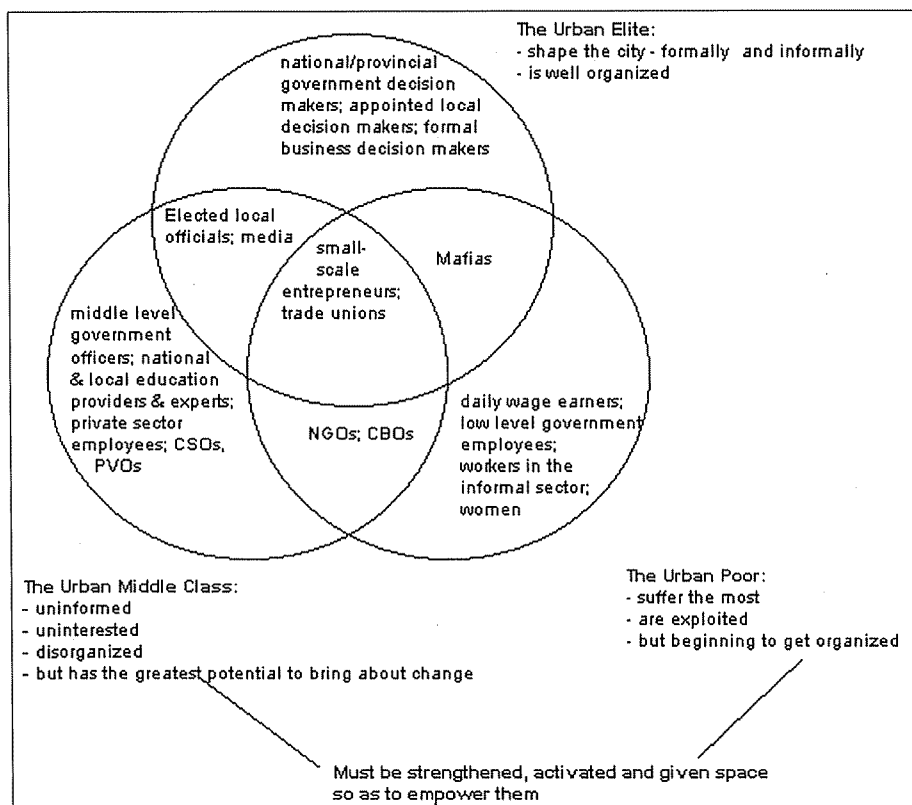 The Urban Elite:
- shape the city - formally and informally
- is well organized
national/provincial
government decision
makers; appointed local
decision makers; formal
business decision makers
Elected local
officials; media
small-
scale
entrepreneurs;
trade unions
Mafias
middle level
government
officers; national
& local education
providers & experts;
private sector
employees; CSOs,
PVOs
NGOs; CBOs
daily wage earners;
low level government
employees;
workers in the
informal sector;
women
The Urban Middle Class:
- uninformed
- uninterested
- disorganized
- but has the greatest potential to bring about change
The Urban Poor:
- suffer the most
- are exploited
- but beginning to get organized
Must be strengthened, activated and given space
so as to empower them